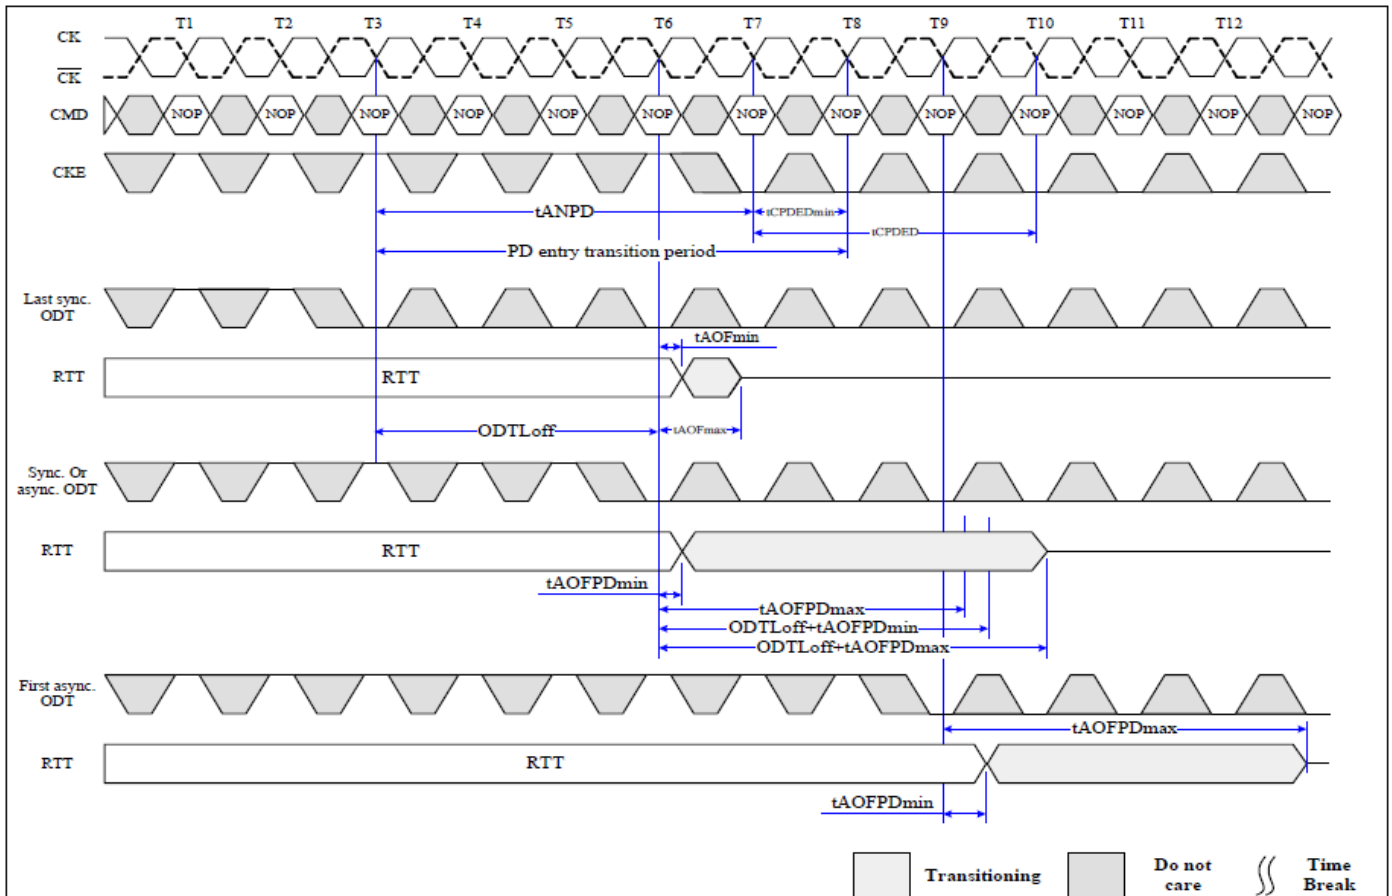 T1 T2 T3 T4 T5 T6 T7 T8 T9 T10 T11 T12
CK
CK
CMD NOP NOP NOP NOP NOP NOP NOP NOP NOP NOP NOP NOP NOP
CKE
tANPD tCPDEDmin
tCPDED
PD entry transition period
Last sync.
ODT
tAOFmin
RTT RTT
ODTLoff tAOFmax
Sync. Or
async. ODT
RTT RTT
tAOFPDmin
tAOFPDmax
ODTLoff+tAOFPDmin
ODTLoff+tAOFPDmax
First async.
ODT
tAOFPDmax
RTT RTT
tAOFPDmin
Transitioning
Do not
care
Time
Break